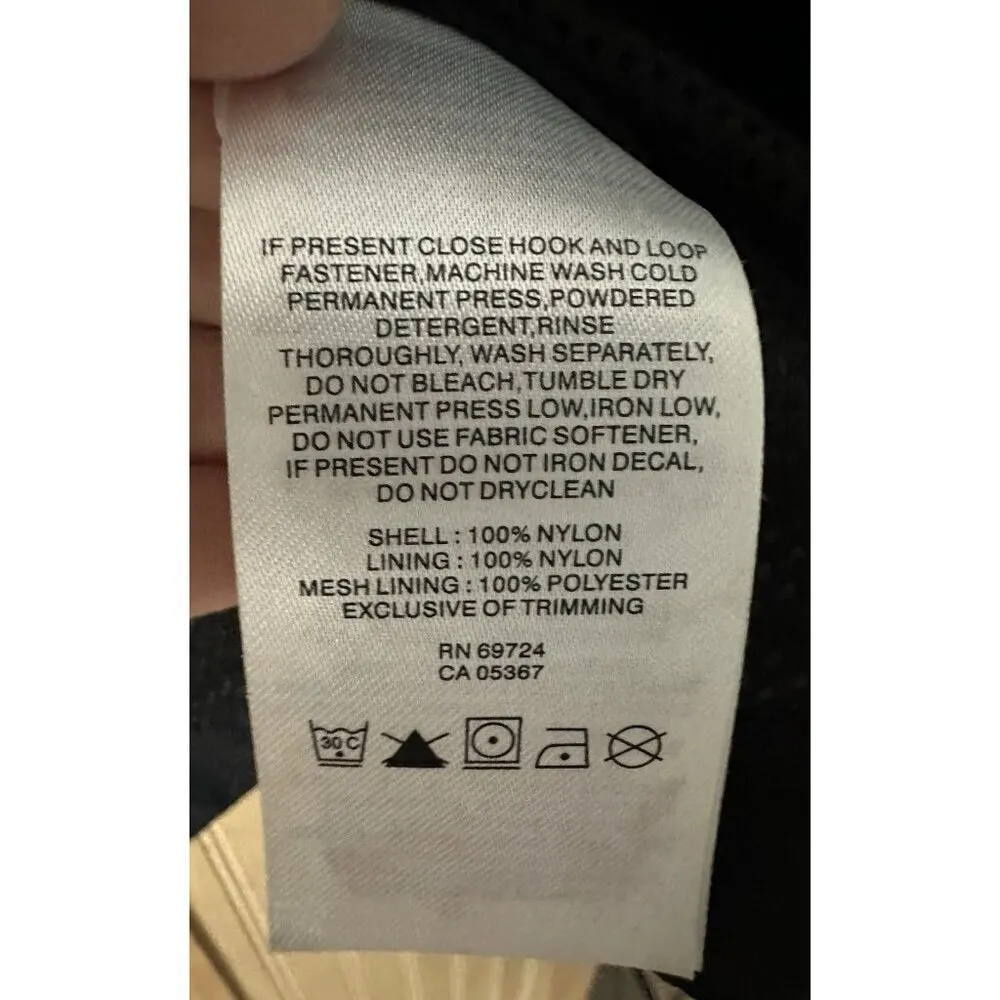 IF PRESENT CLOSE HOOK AND LOOP
FASTENER,MACHINE WASH COLD
PERMANENT PRESS,POWDERED
DETERGENT,RINSE
THOROUGHLY, WASH SEPARATELY,
DO NOT BLEACH,TUMBLE DRY
PERMANENT PRESS LOW,IRON LOW,
DO NOT USE FABRIC SOFTENER,
IF PRESENT DO NOT IRON DECAL,
DO NOT DRYCLEAN
SHELL : 100% NYLON
LINING : 100% NYLON
MESH LINING : 100% POLYESTER
EXCLUSIVE OF TRIMMING
RN 69724
CA 05367
30 C